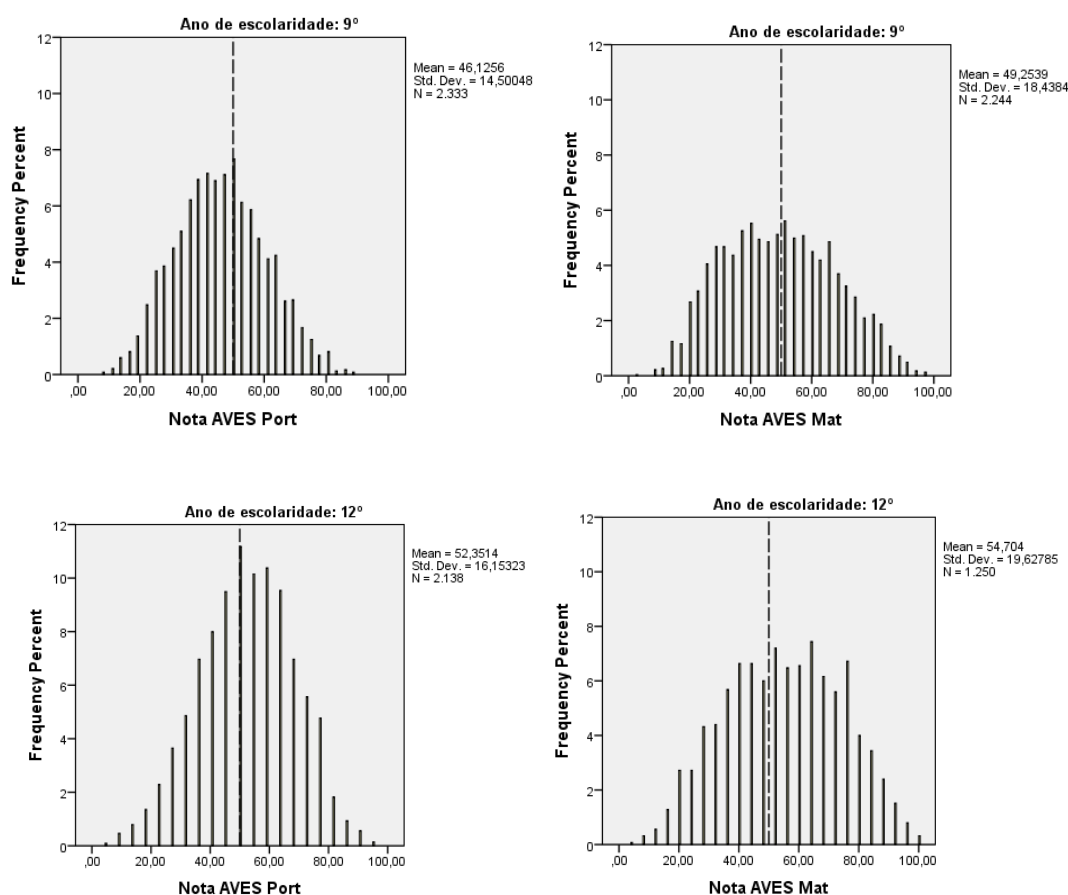 Ano de escolaridade: 9º
12
10
8
6
4
2
0
Frequency Percent
,00
20,00
40,00
60,00
80,00
100,00
Nota AVES Port
Mean = 46,1256
Std. Dev. = 14,50048
N = 2.333
Ano de escolaridade: 9º
12
10
8
6
4
2
0
Frequency Percent
,00
20,00
40,00
60,00
80,00
100,00
Nota AVES Mat
Mean = 49,2539
Std. Dev. = 18,4384
N = 2.244
Ano de escolaridade: 12º
12
10
8
6
4
2
0
Frequency Percent
,00
20,00
40,00
60,00
80,00
100,00
Nota AVES Port
Mean = 52,3514
Std. Dev. = 16,15323
N = 2.138
Ano de escolaridade: 12º
12
10
8
6
4
2
0
Frequency Percent
,00
20,00
40,00
60,00
80,00
100,00
Nota AVES Mat
Mean = 54,704
Std. Dev. = 19,62785
N = 1.250